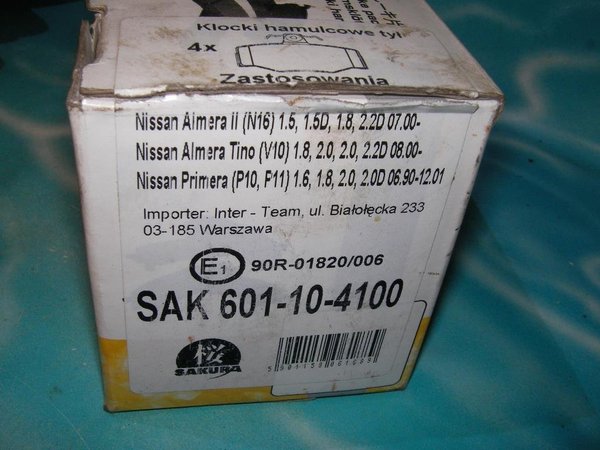 Klocki hamulcowe tył
4x
Zastosowania
Nissan Almera II (N16) 1.5, 1.5D, 1.8, 2.2D 07.00-
Nissan Almera Tino (V10) 1.8, 2.0, 2.0, 2.2D 08.00-
Nissan Primera (P10, P11) 1.6, 1.8, 2.0, 2.0D 06.90-12.01
Importer: Inter - Team, ul. Białołęcka 233
03-185 Warszawa
E1 90R-01820/006
SAK 601-10-4100
桜
SAKURA